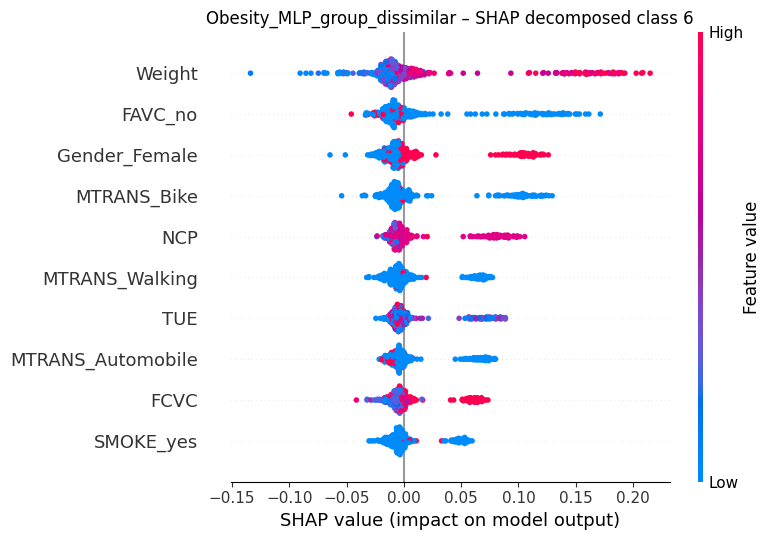 Obesity_MLP_group_dissimilar – SHAP decomposed class 6
High
Weight
FAVC_no
Gender_Female
MTRANS_Bike
NCP
MTRANS_Walking
TUE
MTRANS_Automobile
FCVC
SMOKE_yes
Feature value
Low
−0.15 −0.10 −0.05 0.00 0.05 0.10 0.15 0.20
SHAP value (impact on model output)